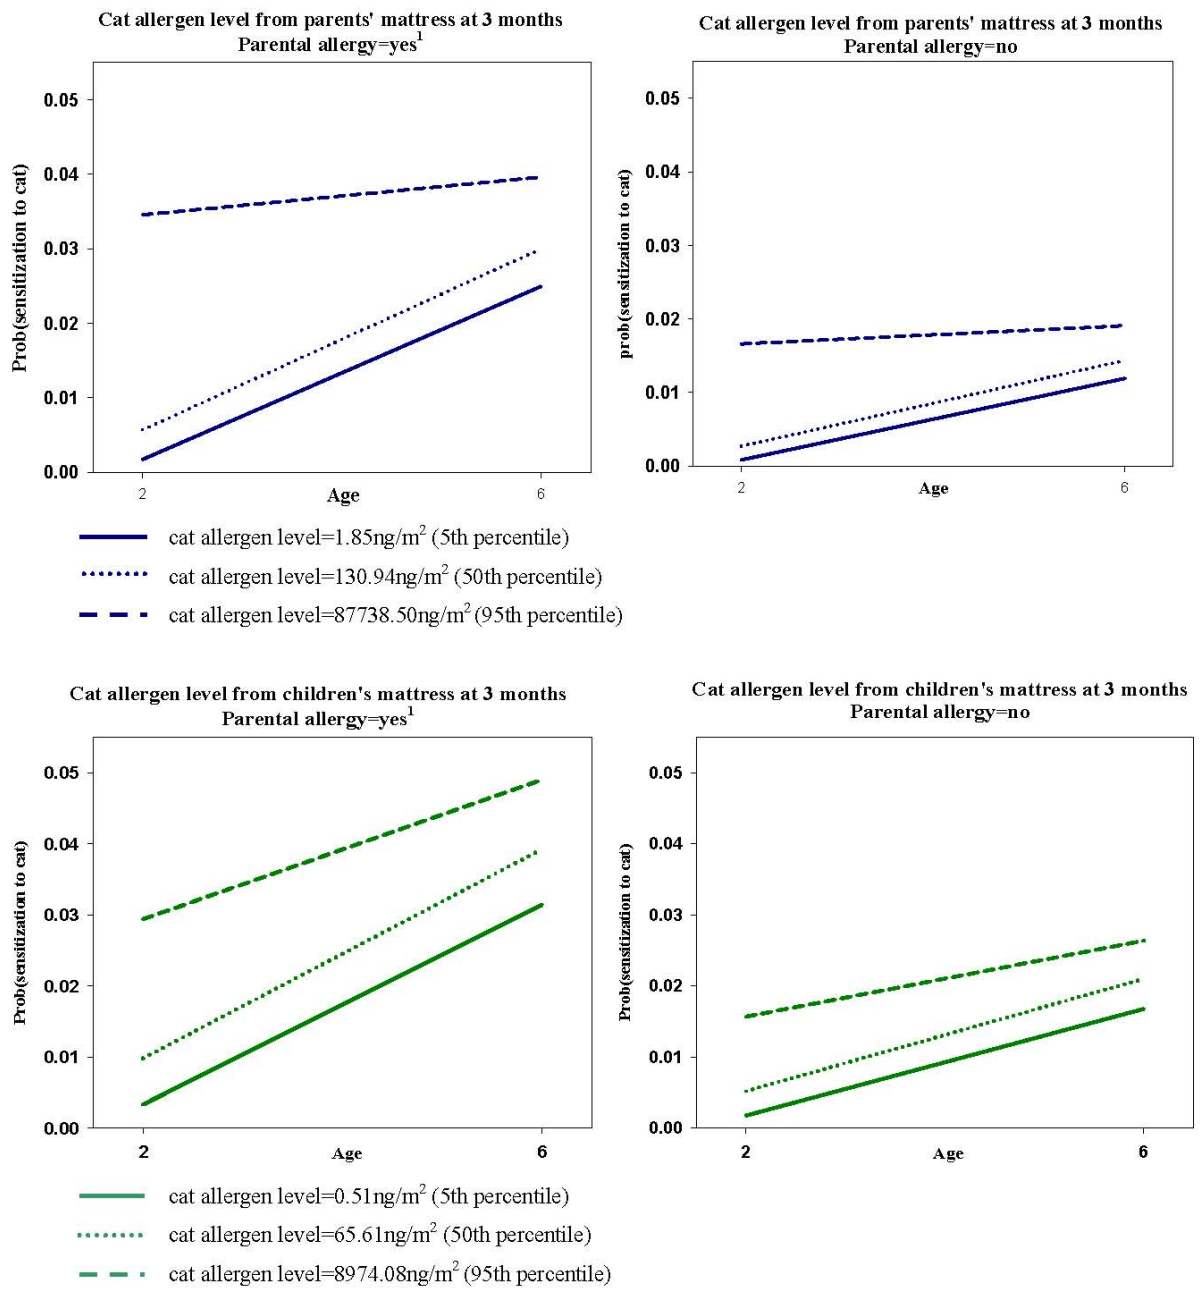 Cat allergen level from parents' mattress at 3 months
Parental allergy=yes1
0.05
0.04
0.03
0.02
0.01
0.00
Prob(sensitization to cat)
2
Age
6
Cat allergen level from parents' mattress at 3 months
Parental allergy=no
0.05
0.04
0.03
0.02
0.01
0.00
prob(sensitization to cat)
2
Age
6
cat allergen level=1.85ng/m2 (5th percentile)
cat allergen level=130.94ng/m2 (50th percentile)
cat allergen level=87738.50ng/m2 (95th percentile)
Cat allergen level from children's mattress at 3 months
Parental allergy=yes1
0.05
0.04
0.03
0.02
0.01
0.00
Prob(sensitization to cat)
2
Age
6
Cat allergen level from children's mattress at 3 months
Parental allergy=no
0.05
0.04
0.03
0.02
0.01
0.00
Prob(sensitization to cat)
2
Age
6
cat allergen level=0.51ng/m2 (5th percentile)
cat allergen level=65.61ng/m2 (50th percentile)
cat allergen level=8974.08ng/m2 (95th percentile)